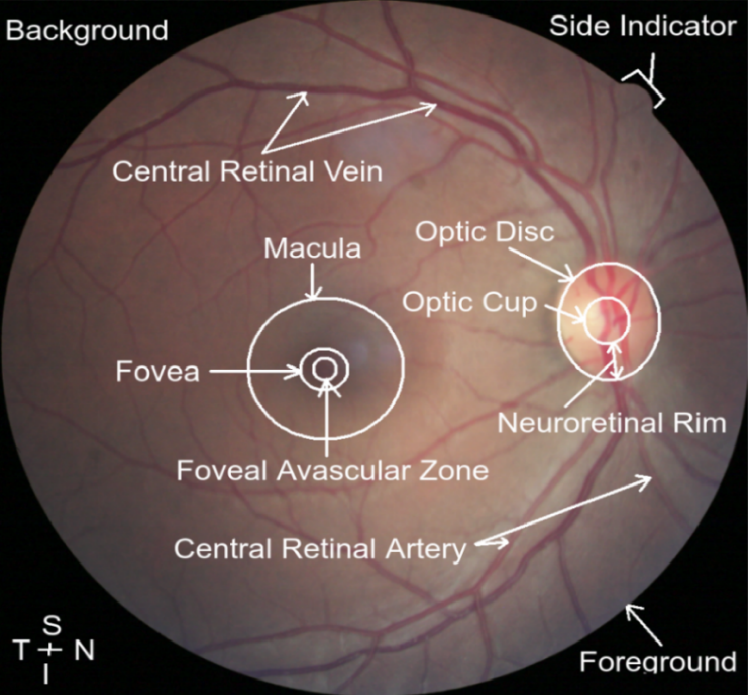 Background
Side Indicator
Central Retinal Vein
Optic Disc
Macula
Optic Cup
Fovea
Neuroretinal Rim
Foveal Avascular Zone
Central Retinal Artery
S
T N
I
Foreground